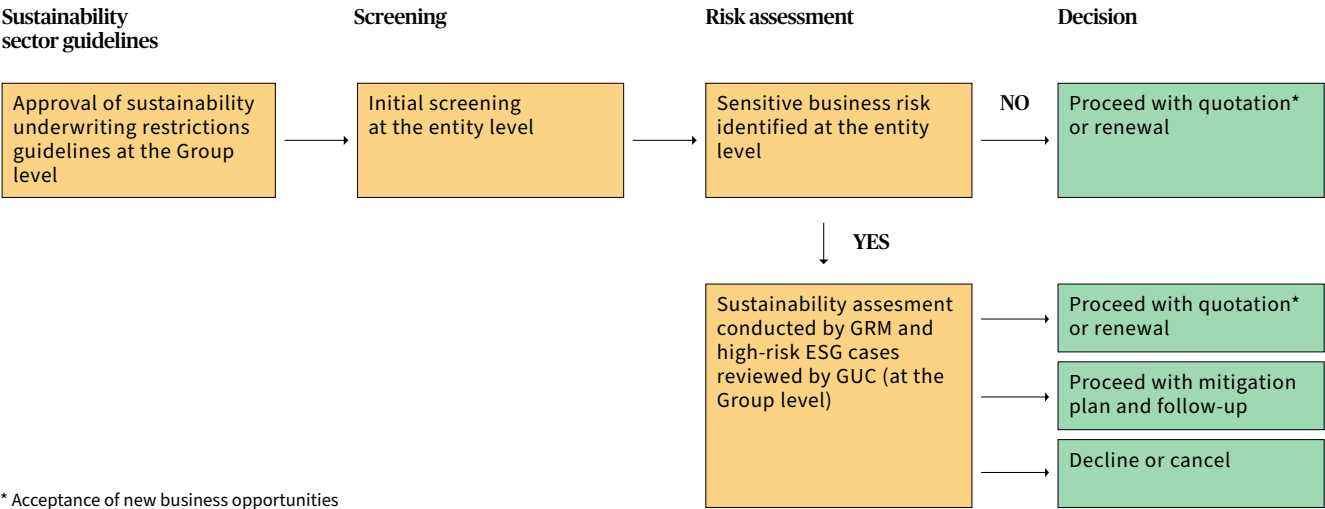 Sustainability
sector guidelines
Screening
Risk assessment
Decision
Approval of sustainability
underwriting restrictions
guidelines at the Group
level
Initial screening
at the entity level
Sensitive business risk
identified at the entity
level
NO
Proceed with quotation*
or renewal
YES
Sustainability assesment
conducted by GRM and
high-risk ESG cases
reviewed by GUC (at the
Group level)
Proceed with quotation*
or renewal
Proceed with mitigation
plan and follow-up
Decline or cancel
* Acceptance of new business opportunities